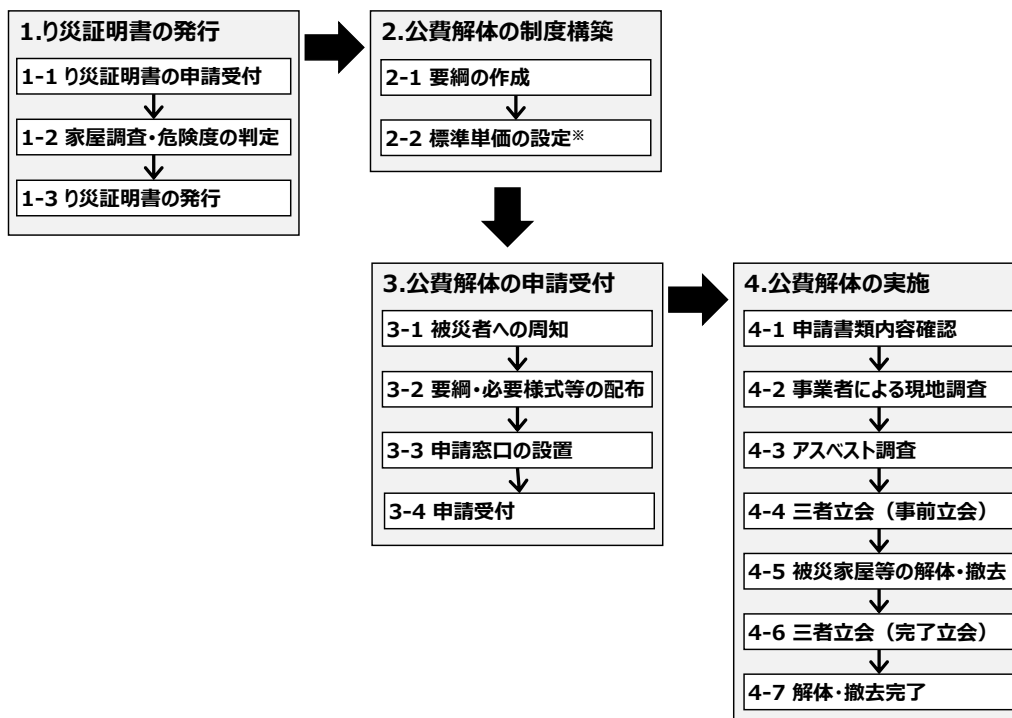 1.り災証明書の発行
1-1 り災証明書の申請受付
1-2 家屋調査・危険度の判定
1-3 り災証明書の発行
2.公費解体の制度構築
2-1 要綱の作成
2-2 標準単価の設定※
3.公費解体の申請受付
3-1 被災者への周知
3-2 要綱・必要様式等の配布
3-3 申請窓口の設置
3-4 申請受付
4.公費解体の実施
4-1 申請書類内容確認
4-2 事業者による現地調査
4-3 アスベスト調査
4-4 三者立会（事前立会）
4-5 被災家屋等の解体・撤去
4-6 三者立会（完了立会）
4-7 解体・撤去完了